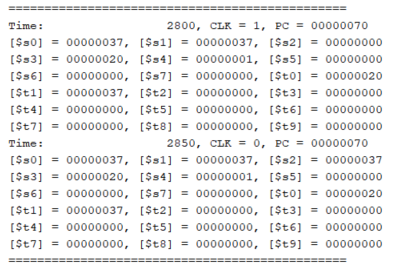 ===============================================
Time: 2800, CLK = 1, PC = 00000070
[$s0] = 00000037, [$s1] = 00000037, [$s2] = 00000000
[$s3] = 00000020, [$s4] = 00000001, [$s5] = 00000000
[$s6] = 00000000, [$s7] = 00000000, [$t0] = 00000020
[$t1] = 00000037, [$t2] = 00000000, [$t3] = 00000000
[$t4] = 00000000, [$t5] = 00000000, [$t6] = 00000000
[$t7] = 00000000, [$t8] = 00000000, [$t9] = 00000000
Time: 2850, CLK = 0, PC = 00000070
[$s0] = 00000037, [$s1] = 00000037, [$s2] = 00000037
[$s3] = 00000020, [$s4] = 00000001, [$s5] = 00000000
[$s6] = 00000000, [$s7] = 00000000, [$t0] = 00000020
[$t1] = 00000037, [$t2] = 00000000, [$t3] = 00000000
[$t4] = 00000000, [$t5] = 00000000, [$t6] = 00000000
[$t7] = 00000000, [$t8] = 00000000, [$t9] = 00000000
===============================================